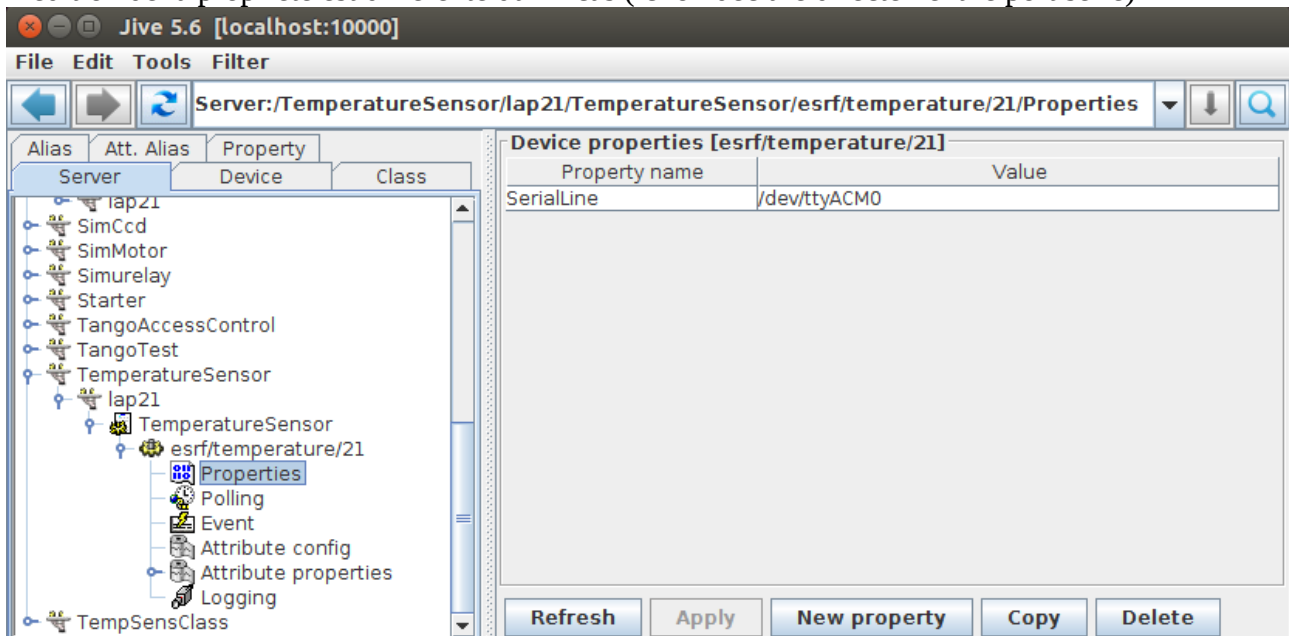 Jive 5.6 [localhost:10000]
File Edit Tools Filter
Server:/TemperatureSensor/lap21/TemperatureSensor/esrf/temperature/21/Properties
Alias Att. Alias Property
Server Device Class
lap21
SimCcd
SimMotor
Simurelay
Starter
TangoAccessControl
TangoTest
TemperatureSensor
lap21
TemperatureSensor
esrf/temperature/21
Properties
Polling
Event
Attribute config
Attribute properties
Logging
TempSensClass
Device properties [esrf/temperature/21]
Property name Value
SerialLine /dev/ttyACM0
Refresh Apply New property Copy Delete